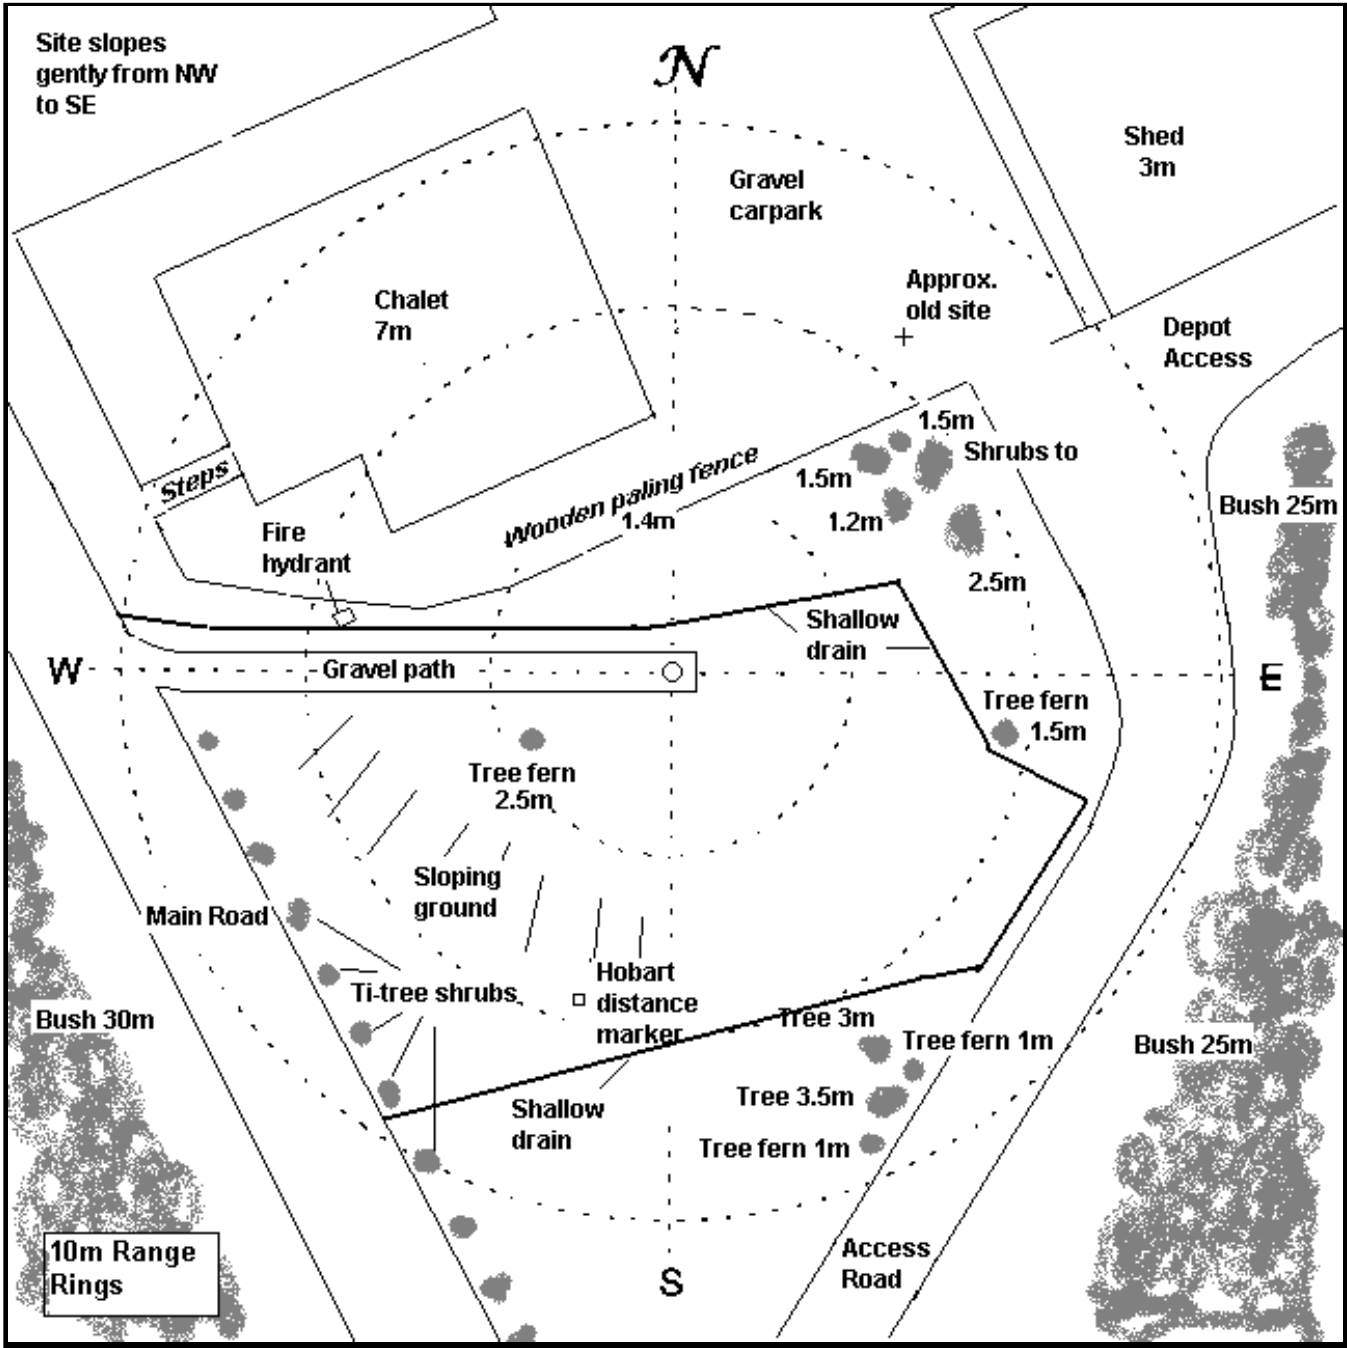 Site slopes
gently from NW
to SE
N
Shed
3m
Gravel
carpark
Approx.
old site
Chalet
7m
Depot
Access
1.5m
Shrubs to
Steps
Wooden paling fence
1.4m
1.5m
1.2m
Bush 25m
Fire
hydrant
2.5m
Shallow
drain
W
Gravel path
E
Tree fern
1.5m
Tree fern
2.5m
Sloping
ground
Main Road
Hobart
distance
marker
Ti-tree shrubs
Bush 30m
Tree 3m
Tree fern 1m
Bush 25m
Tree 3.5m
Shallow
drain
Tree fern 1m
10m Range
Rings
Access
Road
S